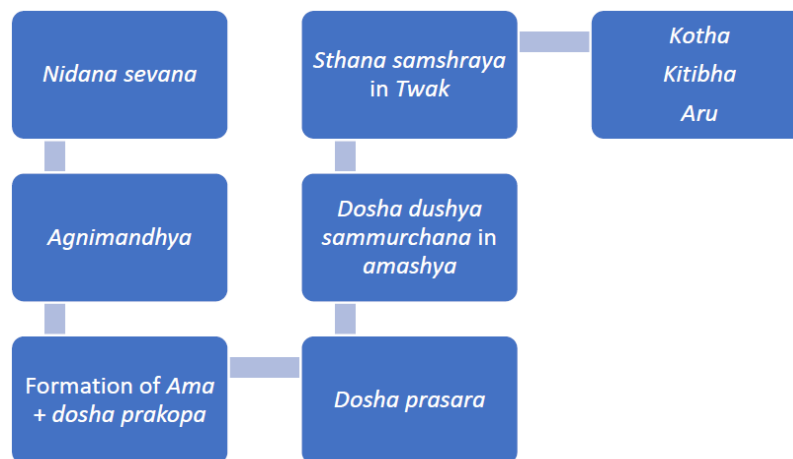 Nidana sevana
Agnimandhya
Formation of Ama
+ dosha prakopa
Dosha prasara
Dosha dushya
sammurchana in
amashya
Sthana samshraya
in Twak
Kotha
Kitibha
Aru